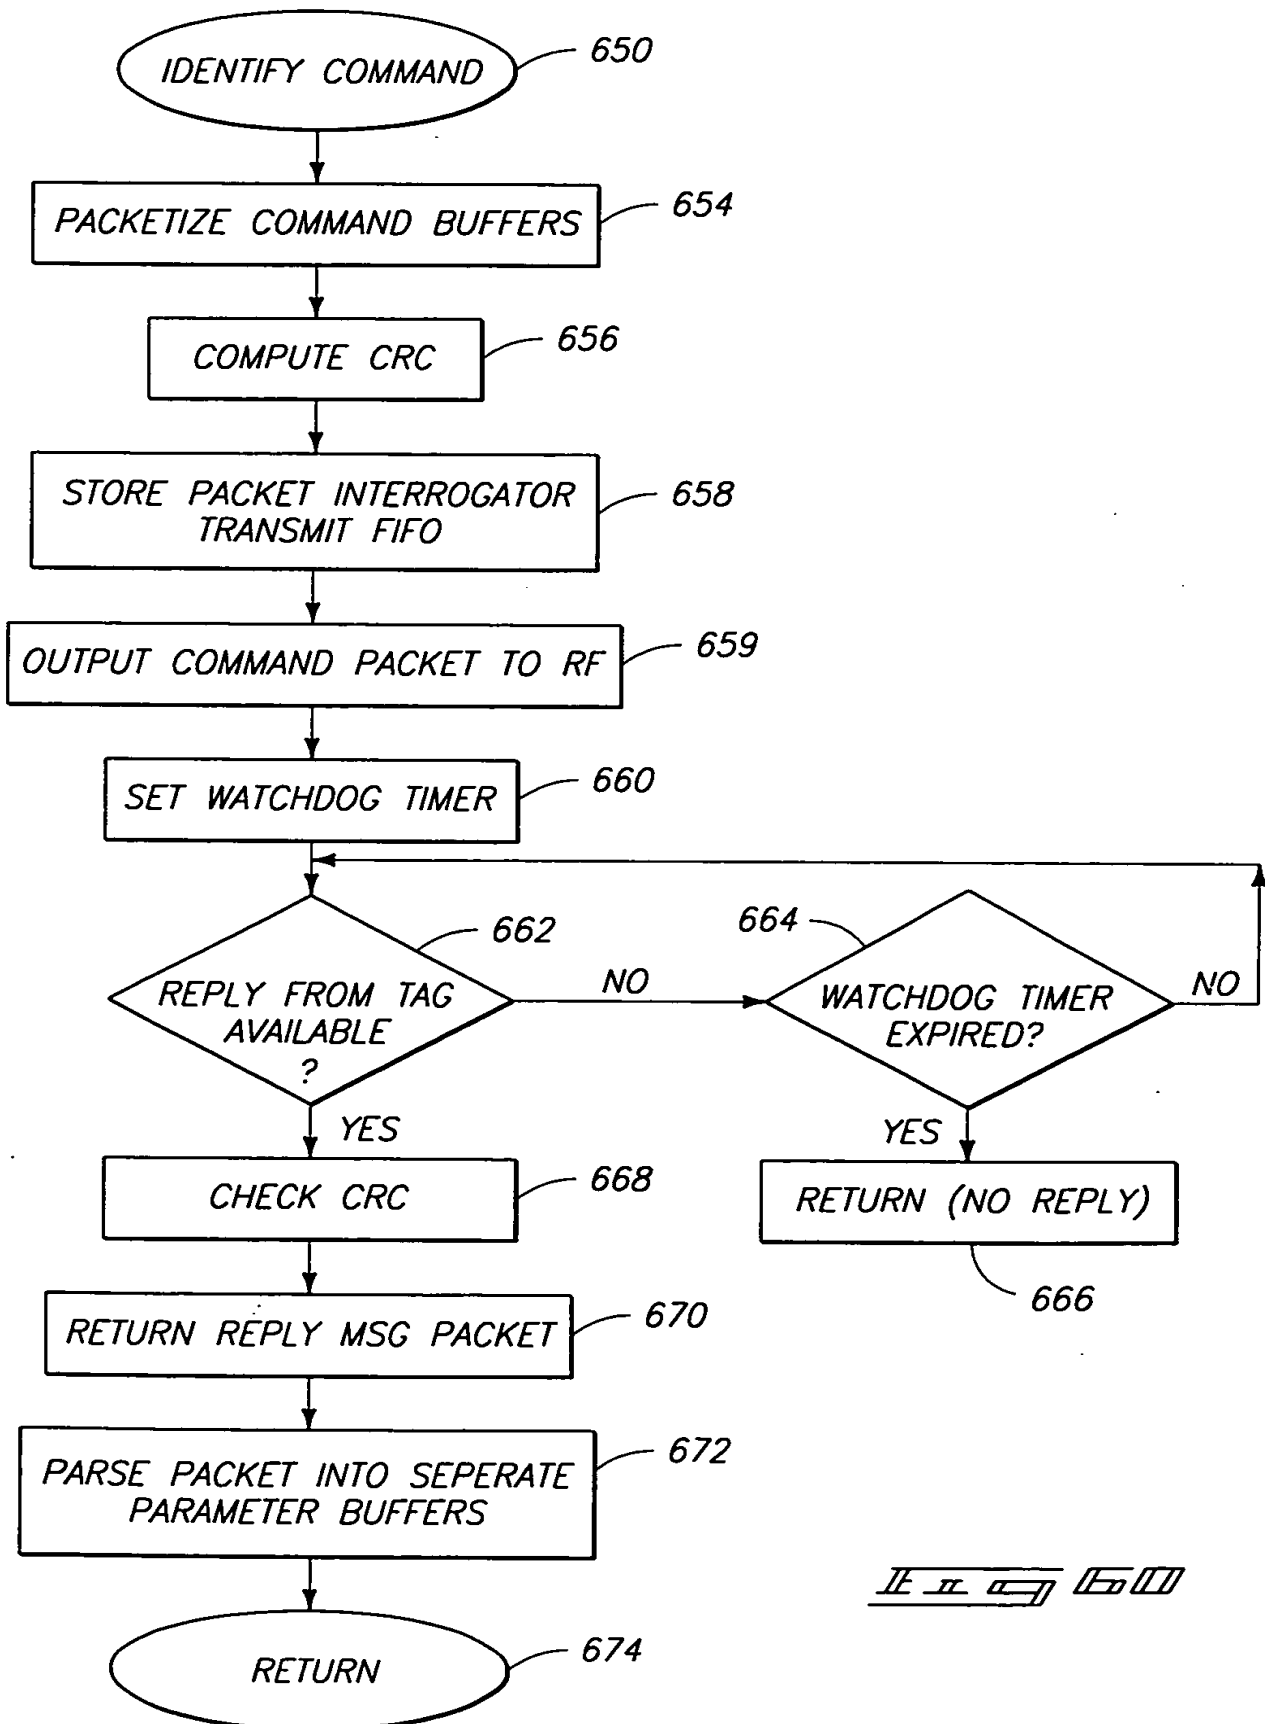 IDENTIFY COMMAND
650
PACKETIZE COMMAND BUFFERS
654
COMPUTE CRC
656
STORE PACKET INTERROGATOR
TRANSMIT FIFO
658
OUTPUT COMMAND PACKET TO RF
659
SET WATCHDOG TIMER
660
662
REPLY FROM TAG
AVAILABLE
?
NO
664
WATCHDOG TIMER
EXPIRED?
NO
YES
YES
CHECK CRC
668
RETURN (NO REPLY)
666
RETURN REPLY MSG PACKET
670
PARSE PACKET INTO SEPERATE
PARAMETER BUFFERS
672
RETURN
674
FIG 60